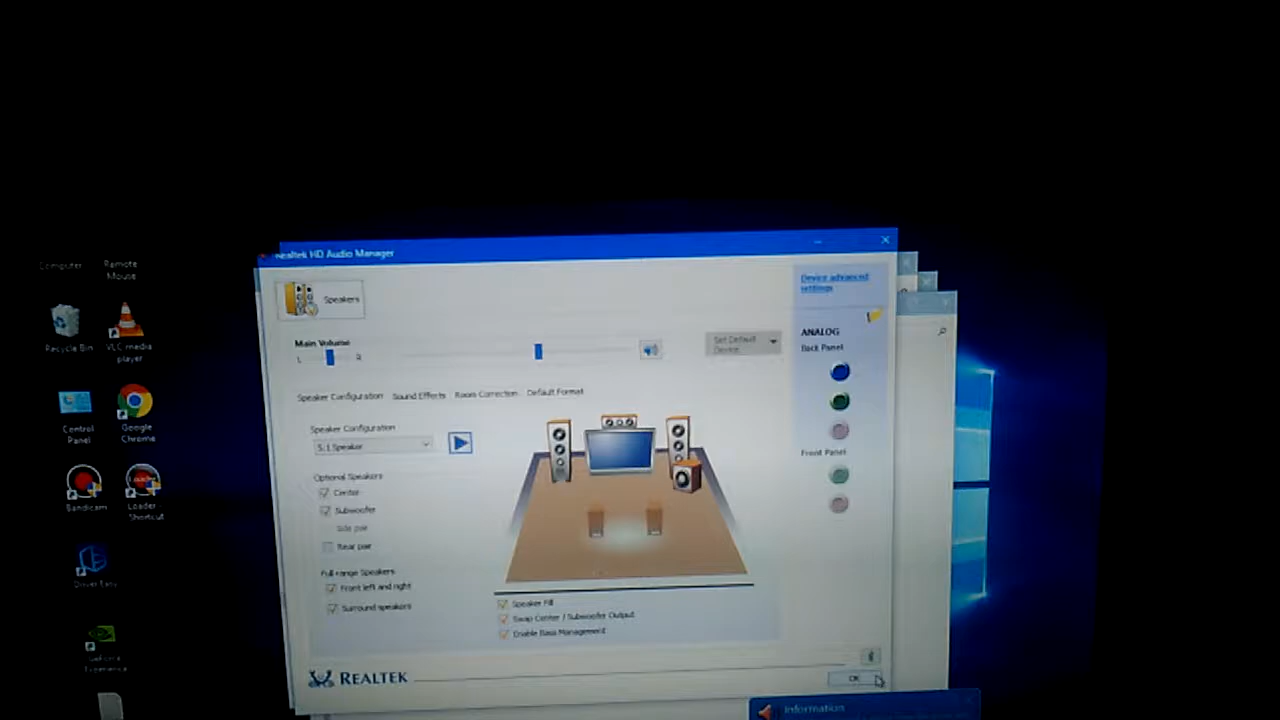 Computer
Remote
Mouse
Recycle Bin
VLC media
player
Control
Panel
Google
Chrome
Bandicam
Loader -
Shortcut
Driver Easy
GeForce
Experience
Realtek HD Audio Manager
Speakers
Main Volume
L
R
Set Default
Device
Speaker Configuration
Sound Effects
Room Correction
Default Format
Speaker Configuration
5.1 Speaker
Optional Speakers
Center
Subwoofer
Side pair
Rear pair
Full-range Speakers
Front left and right
Surround speakers
Speaker Fill
Swap Center / Subwoofer Output
Enable Bass Management
Device advanced
settings
ANALOG
Back Panel
Front Panel
REALTEK
OK
Information